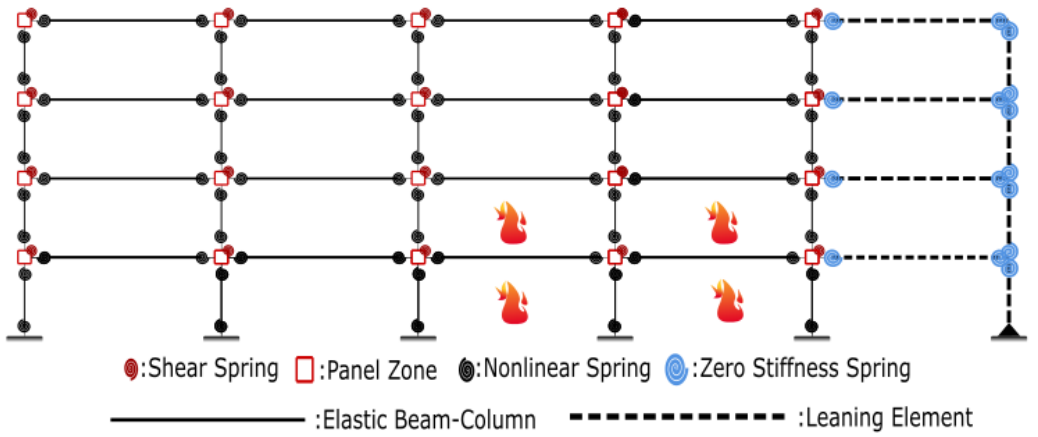 :Shear Spring :Panel Zone :Nonlinear Spring :Zero Stiffness Spring
:Elastic Beam-Column :Leaning Element